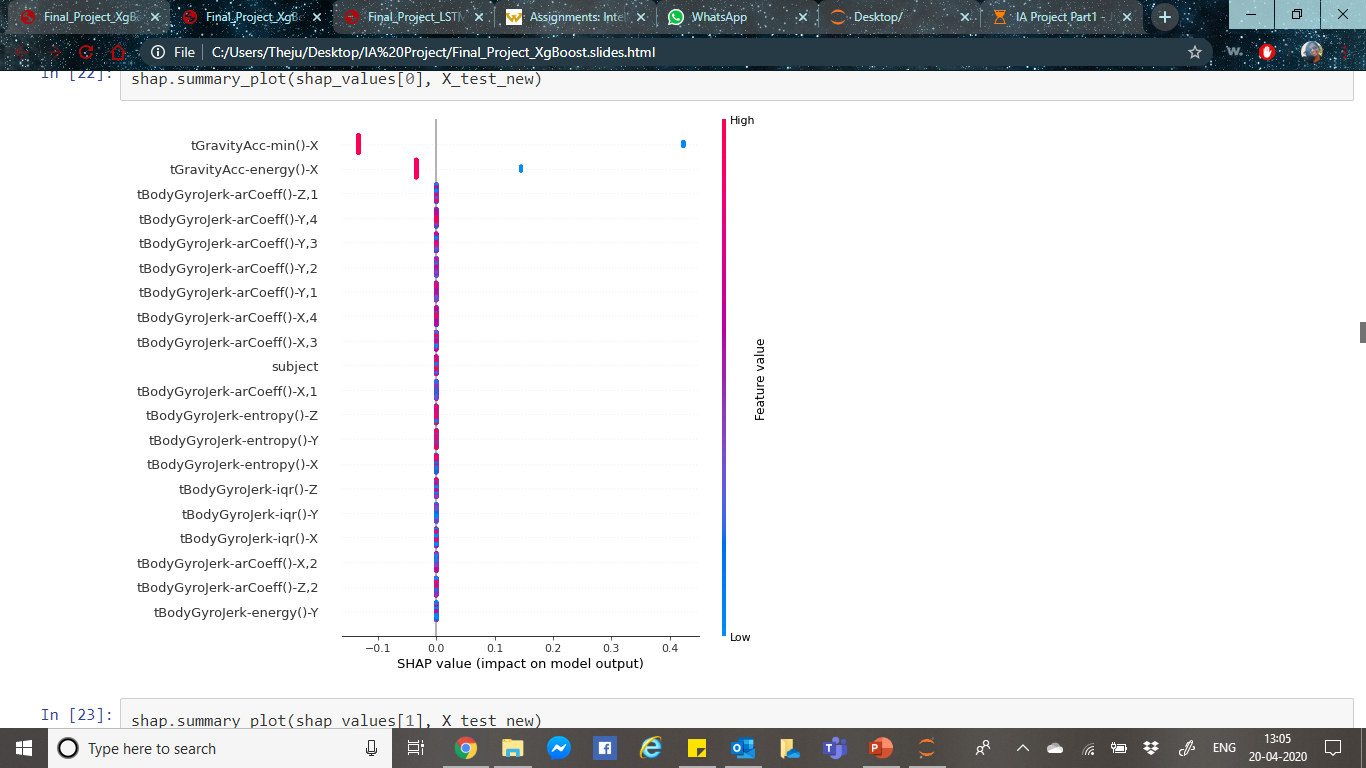 Final_Project_XgBo
Final_Project_XgBo
Final_Project_LSTM
Assignments: Inte
WhatsApp
Desktop/
IA Project Part1 -
File
C:/Users/Theju/Desktop/IA%20Project/Final_Project_XgBoost.slides.html
In [22]:
shap.summary_plot(shap_values[0], X_test_new)
High
tGravityAcc-min()-X
tGravityAcc-energy()-X
tBodyGyroJerk-arCoeff()-Z,1
tBodyGyroJerk-arCoeff()-Y,4
tBodyGyroJerk-arCoeff()-Y,3
tBodyGyroJerk-arCoeff()-Y,2
tBodyGyroJerk-arCoeff()-Y,1
tBodyGyroJerk-arCoeff()-X,4
tBodyGyroJerk-arCoeff()-X,3
subject
tBodyGyroJerk-arCoeff()-X,1
tBodyGyroJerk-entropy()-Z
tBodyGyroJerk-entropy()-Y
tBodyGyroJerk-entropy()-X
tBodyGyroJerk-iqr()-Z
tBodyGyroJerk-iqr()-Y
tBodyGyroJerk-iqr()-X
tBodyGyroJerk-arCoeff()-X,2
tBodyGyroJerk-arCoeff()-Z,2
tBodyGyroJerk-energy()-Y
Feature value
Low
−0.1 0.0 0.1 0.2 0.3 0.4
SHAP value (impact on model output)
In [23]:
shap.summary_plot(shap_values[1], X_test_new)
Type here to search
ENG
13:05
20-04-2020